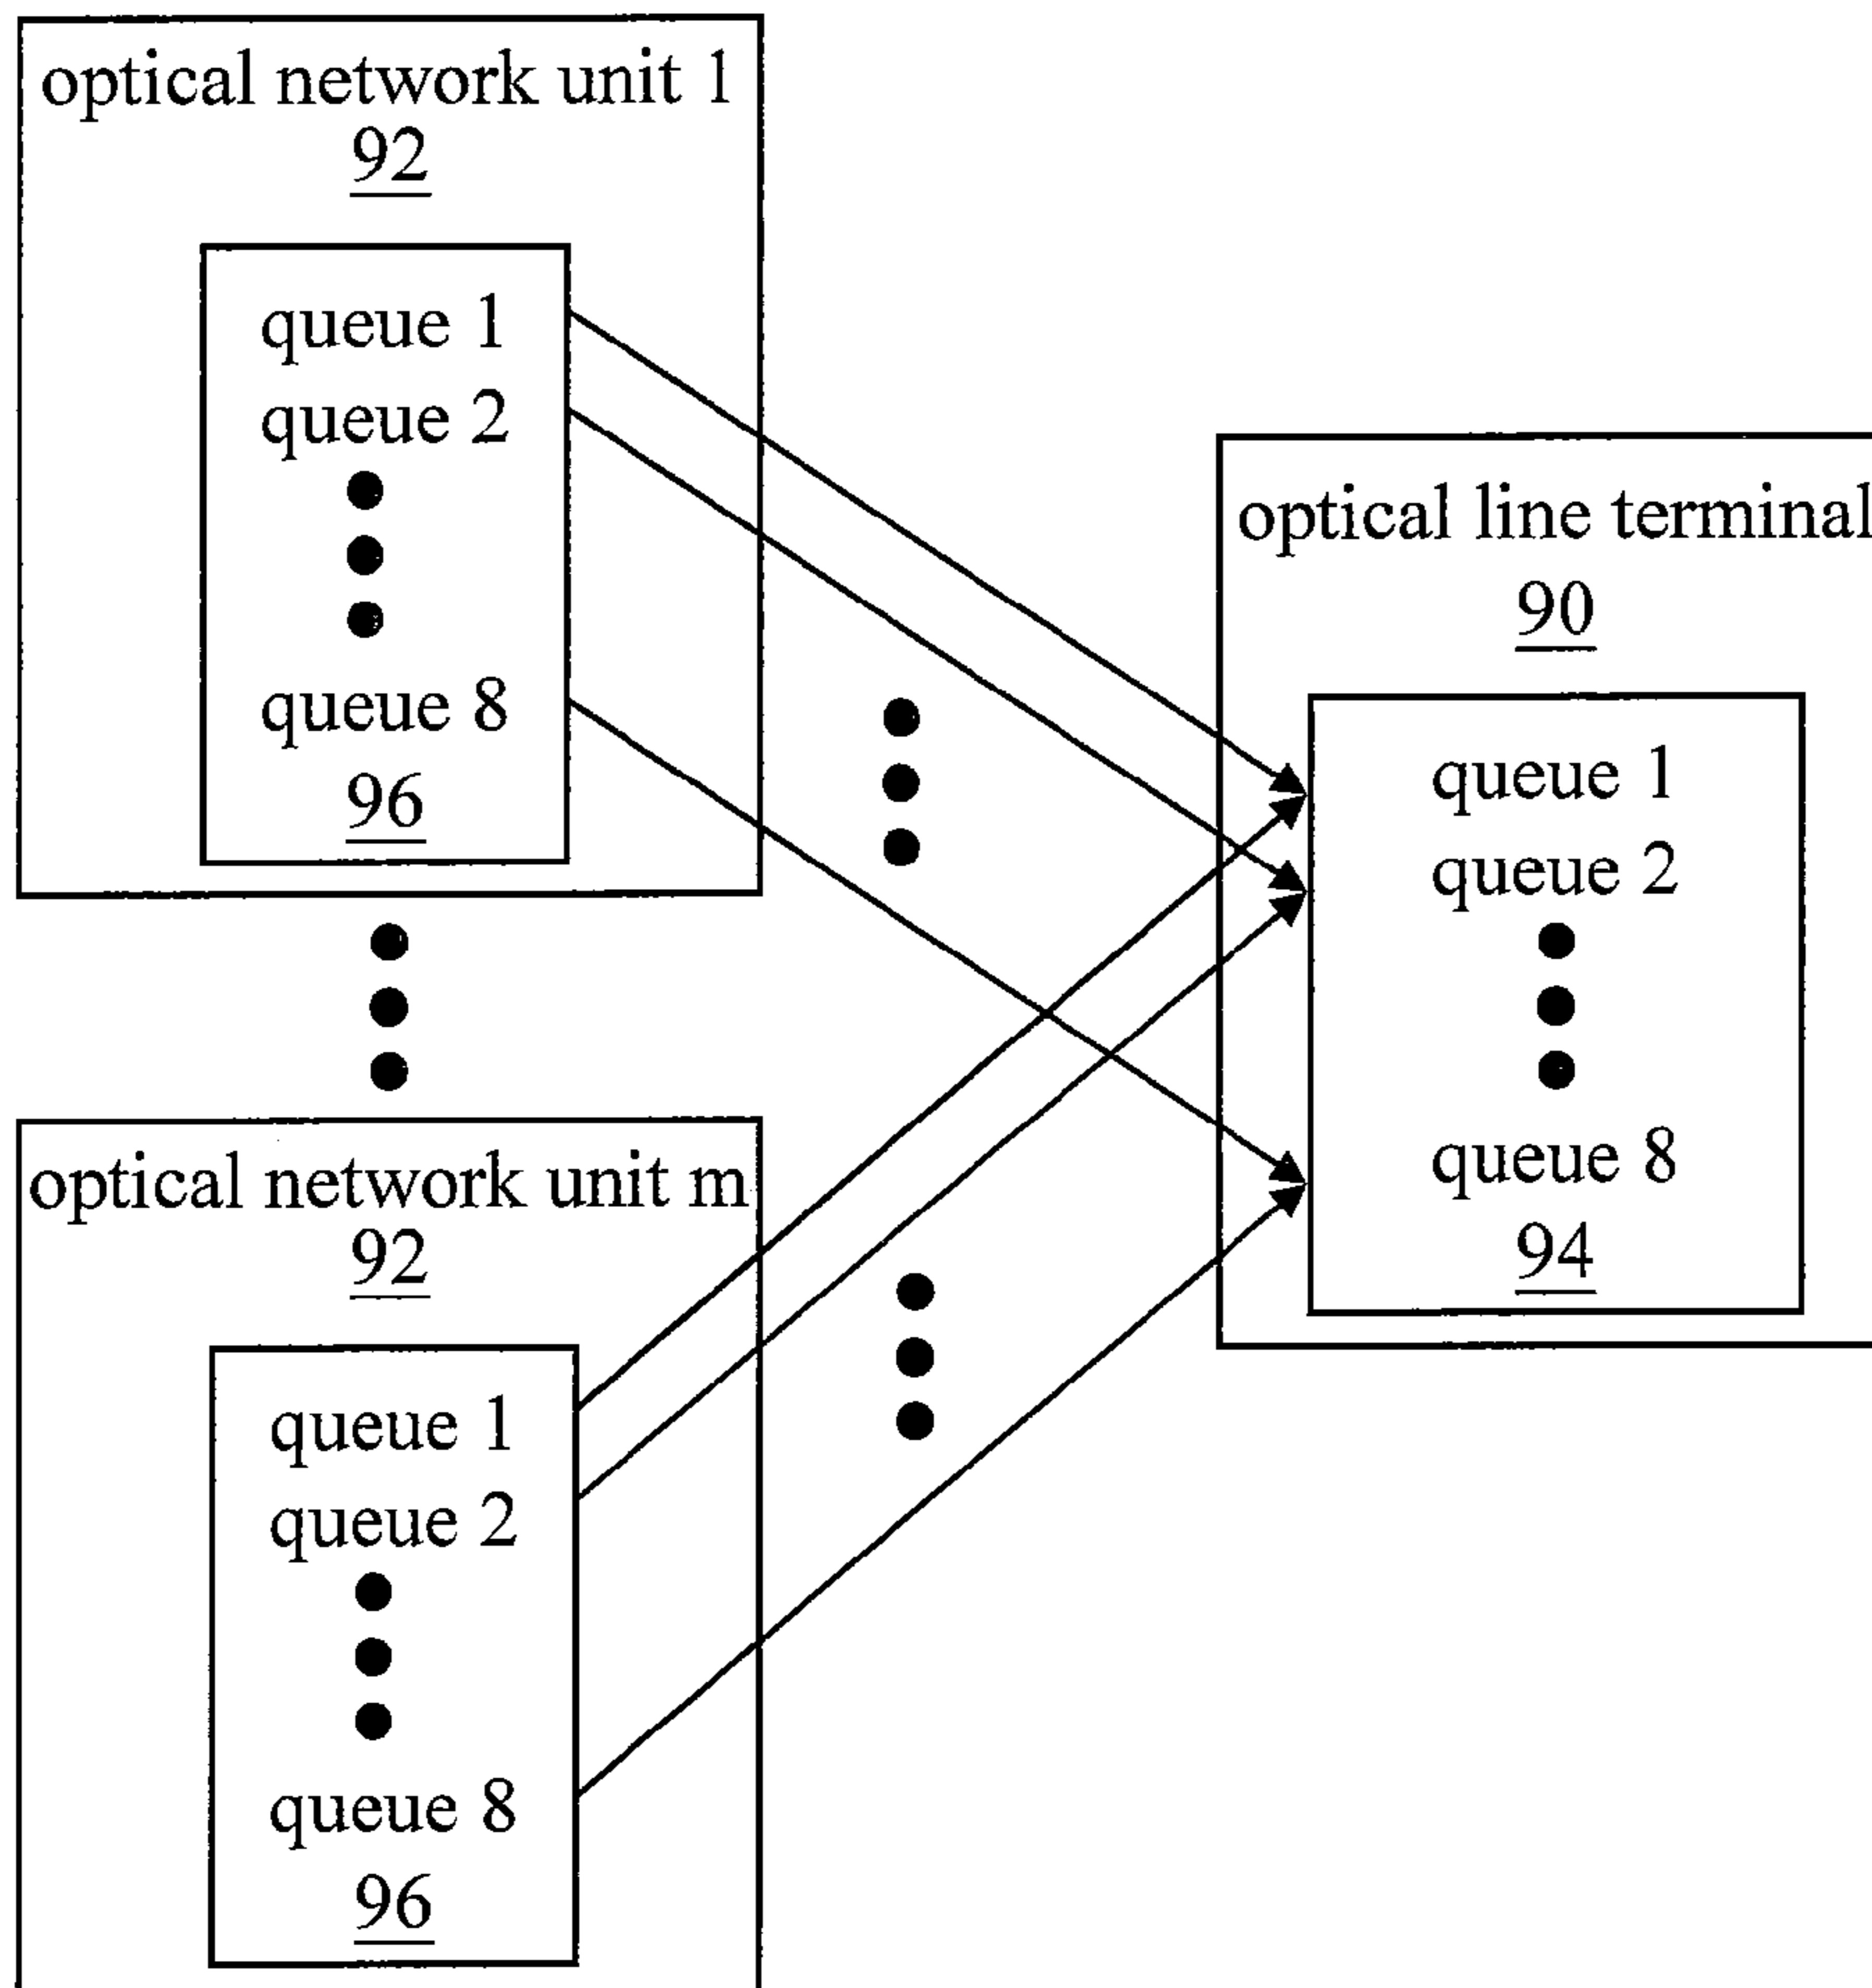 optical network unit 1
92
queue 1
queue 2
queue 8
96
optical line terminal
90
queue 1
queue 2
queue 8
94
optical network unit m
92
queue 1
queue 2
queue 8
96